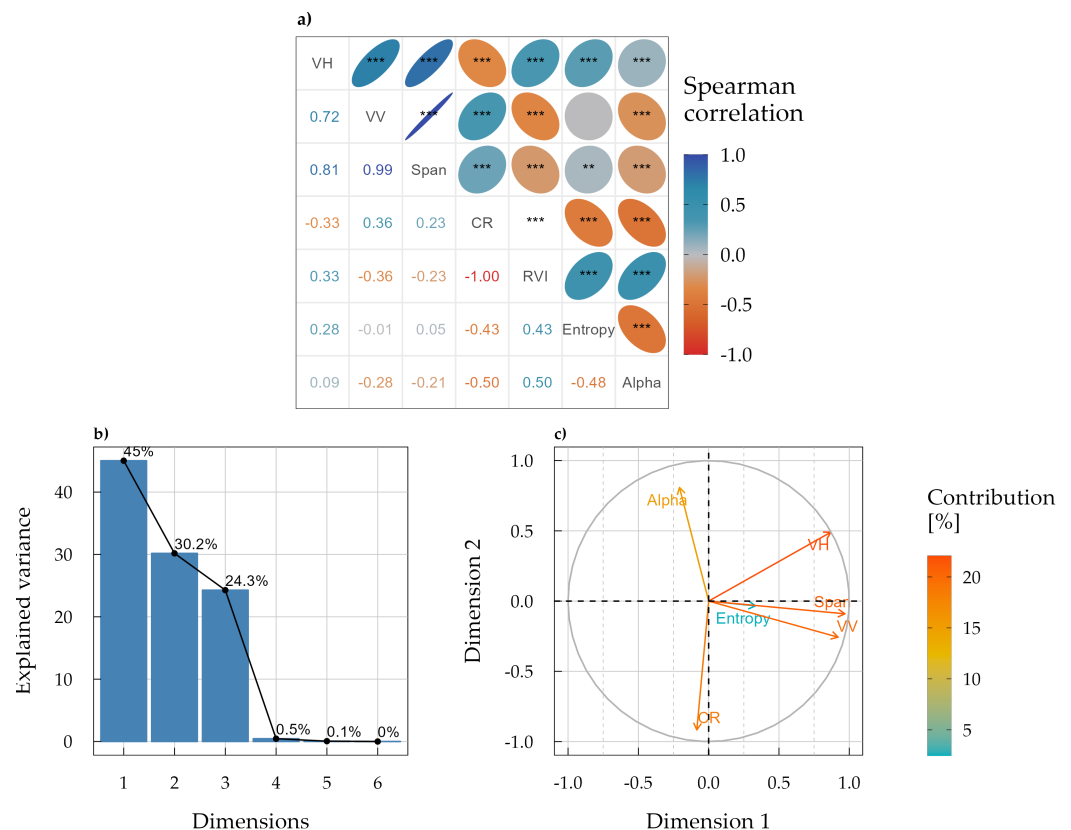 a)
VH *** *** *** *** *** ***
0.72 VV *** *** *** ***
0.81 0.99 Span *** *** ** ***
-0.33 0.36 0.23 CR *** *** ***
0.33 -0.36 -0.23 -1.00 RVI *** ***
0.28 -0.01 0.05 -0.43 0.43 Entropy ***
0.09 -0.28 -0.21 -0.50 0.50 -0.48 Alpha
Spearman
correlation
1.0
0.5
0.0
-0.5
-1.0
b)
Explained variance
40
30
20
10
0
45%
30.2%
24.3%
0.5%
0.1%
0%
1 2 3 4 5 6
Dimensions
c)
Dimension 2
1.0
0.5
0.0
-0.5
-1.0
Alpha
VH
Span
Entropy
VV
CR
-1.0 -0.5 0.0 0.5 1.0
Dimension 1
Contribution
[%]
20
15
10
5